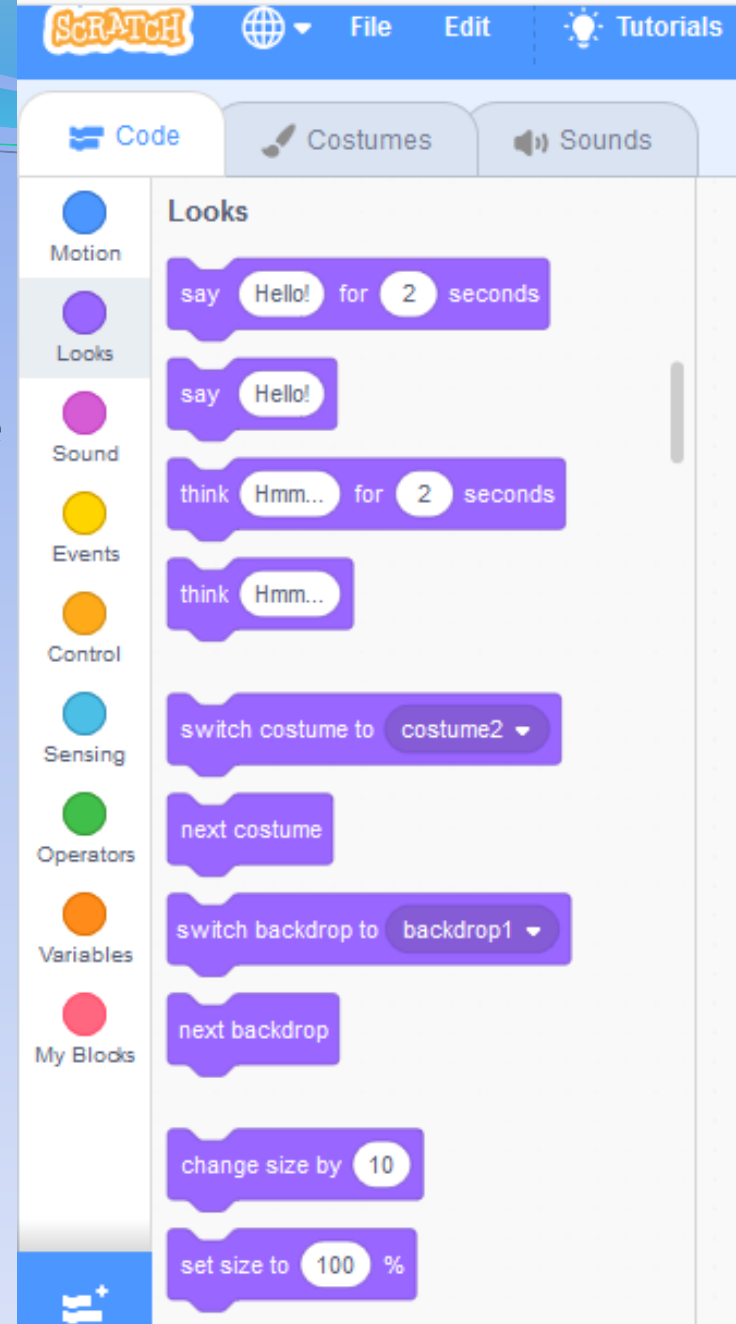 SCRATCH File Edit Tutorials
Code Costumes Sounds
Motion
Looks
Sound
Events
Control
Sensing
Operators
Variables
My Blocks
Looks
say Hello! for 2 seconds
say Hello!
think Hmm... for 2 seconds
think Hmm...
switch costume to costume2
next costume
switch backdrop to backdrop1
next backdrop
change size by 10
set size to 100 %